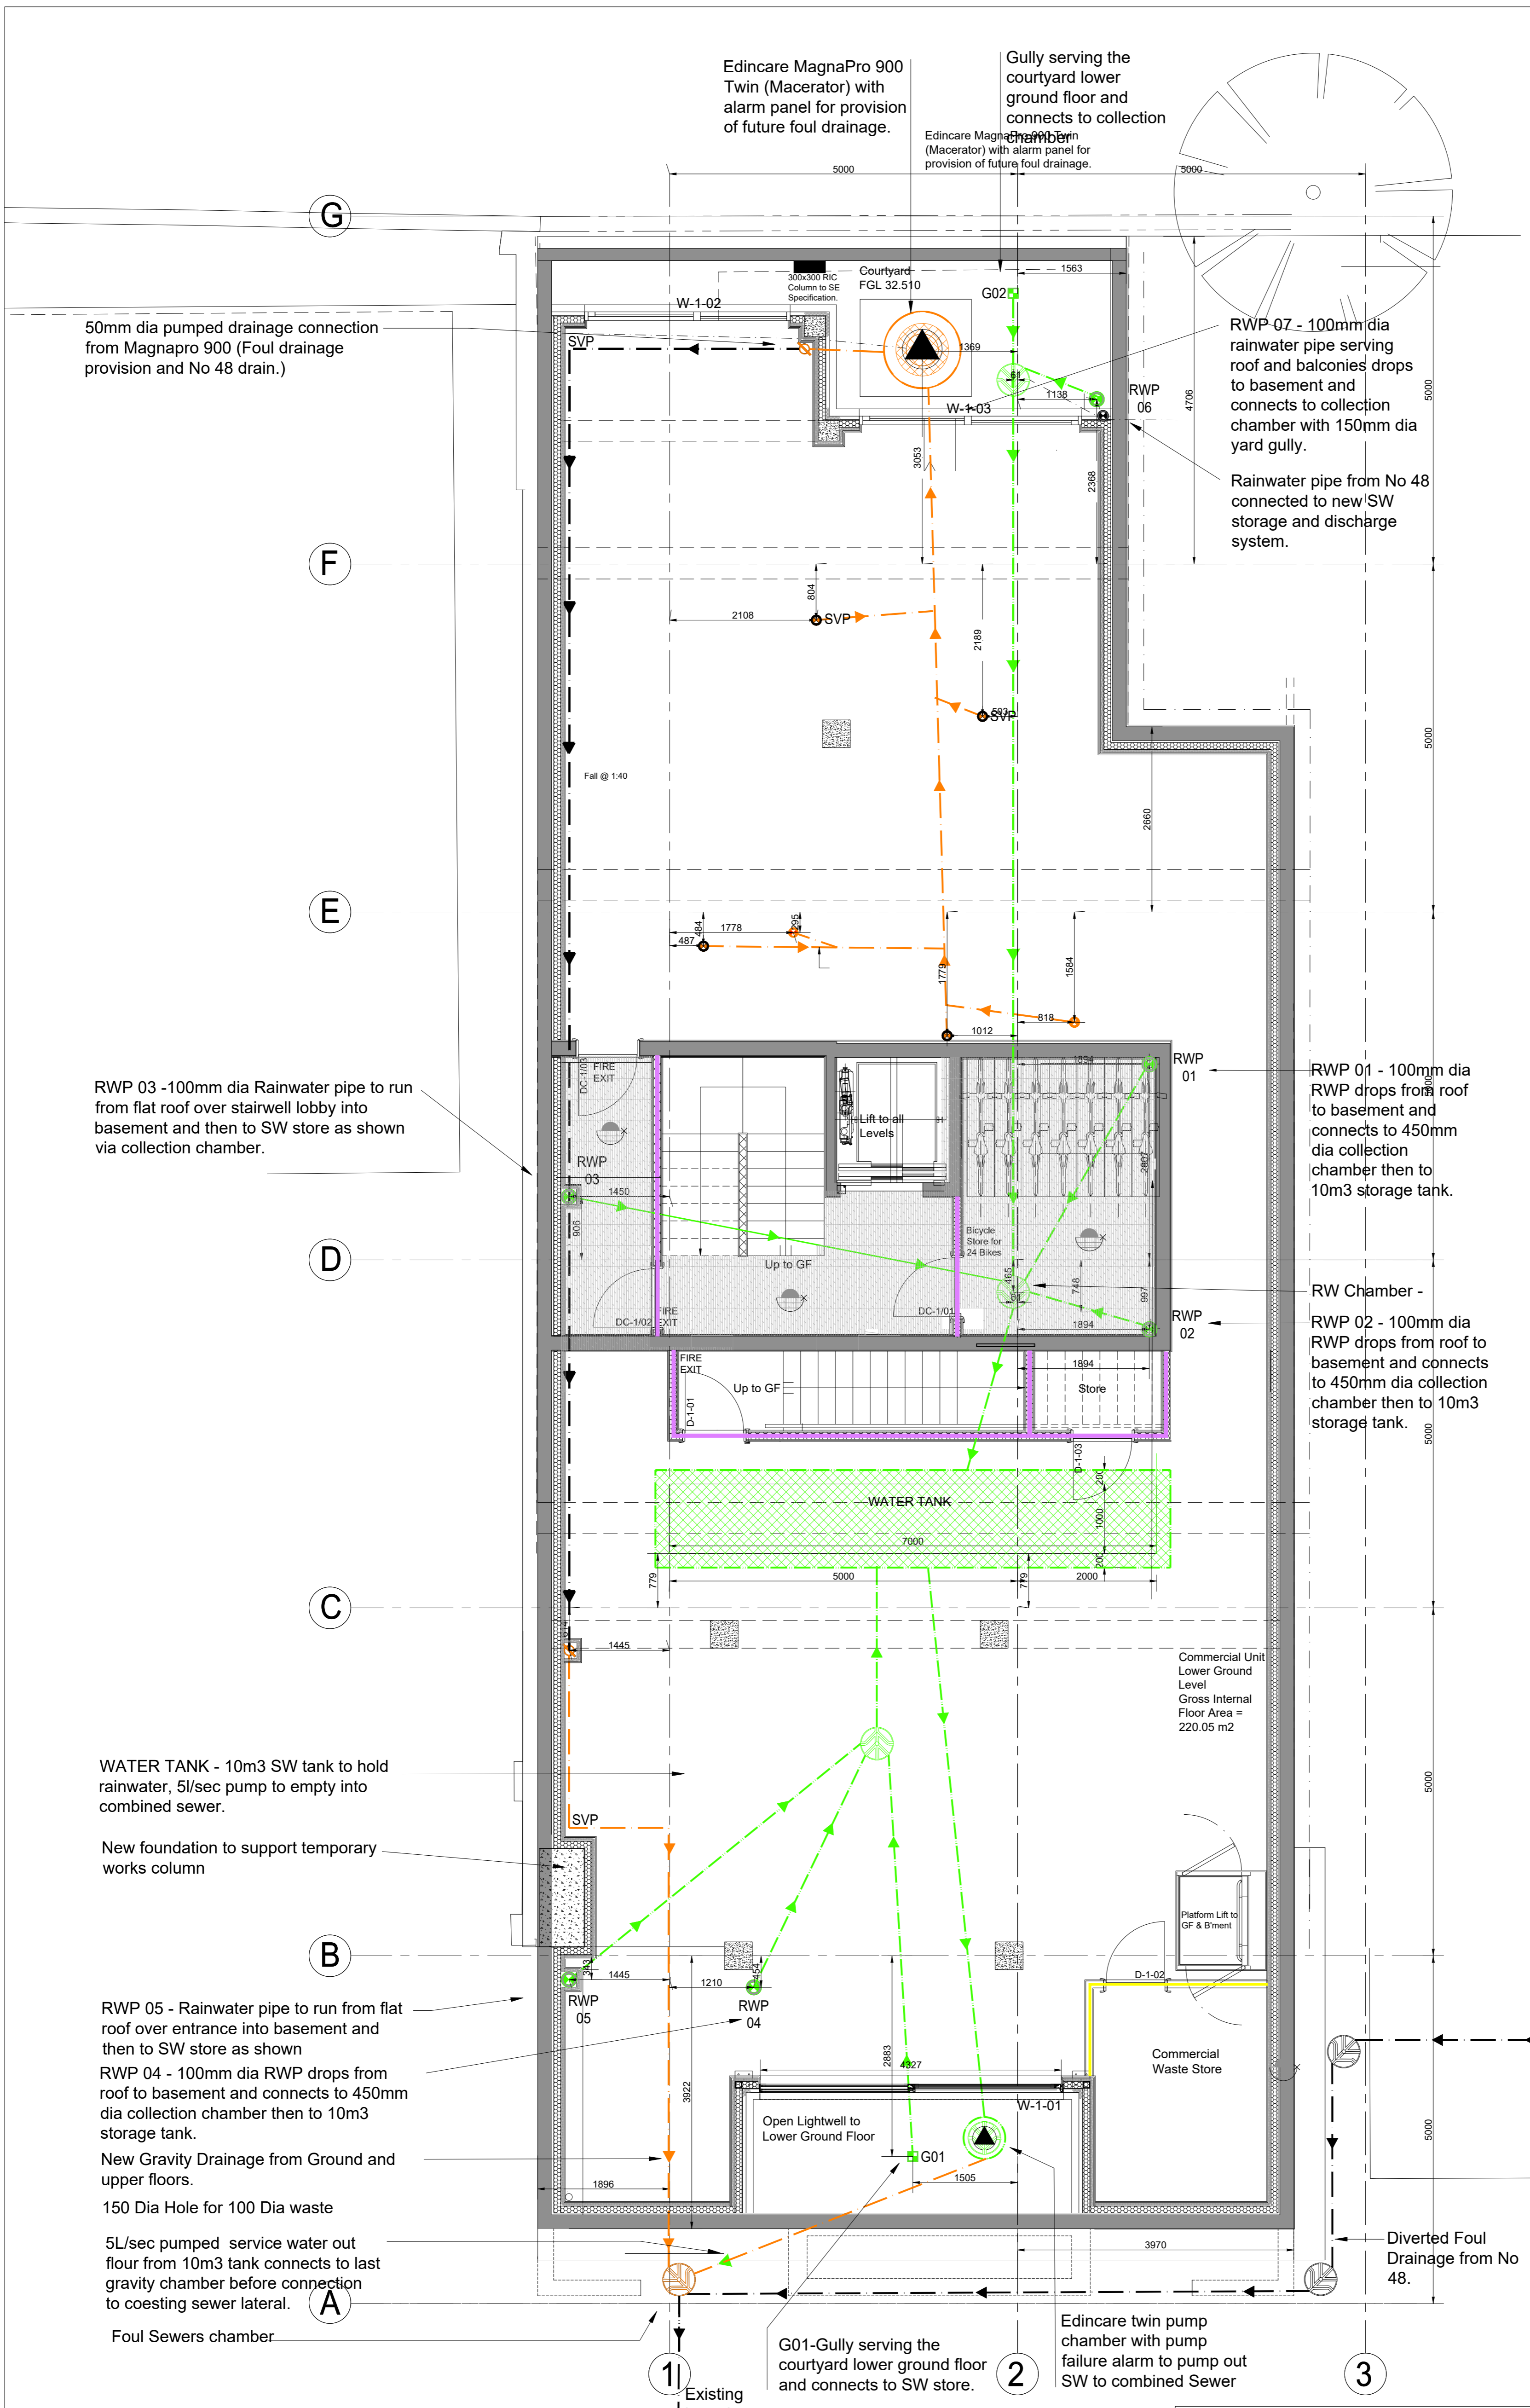 Edincare MagnaPro 900
Twin (Macerator) with
alarm panel for provision
of future foul drainage.
Gully serving the
courtyard lower
ground floor and
connects to collection
chamber
Edincare MagnaPro 900 Twin
(Macerator) with alarm panel for
provision of future foul drainage.
5000
5000
G
300x300 RIC
Column to SE
Specification.
Courtyard
FGL 32.510
1563
G02
W-1-02
50mm dia pumped drainage connection
from Magnapro 900 (Foul drainage
provision and No 48 drain.)
SVP
1369
61
1138
RWP
06
4706
5000
W-1-03
RWP 07 - 100mm dia
rainwater pipe serving
roof and balconies drops
to basement and
connects to collection
chamber with 150mm dia
yard gully.
3053
2368
Rainwater pipe from No 48
connected to new SW
storage and discharge
system.
F
804
2108
SVP
2189
593
SVP
5000
Fall @ 1:40
2660
E
484
295
1778
487
1779
1584
818
1012
DC-1/03
FIRE
EXIT
1894
RWP
01
Lift to all
Levels
RWP 03 -100mm dia Rainwater pipe to run
from flat roof over stairwell lobby into
basement and then to SW store as shown
via collection chamber.
RWP 01 - 100mm dia
RWP drops from roof
to basement and
connects to 450mm
dia collection
chamber then to
10m3 storage tank.
RWP
03
1450
906
2807
Bicycle
Store for
24 Bikes
D
Up to GF
465
748
997
61
RW Chamber -
DC-1/02
FIRE
EXIT
DC-1/01
1894
RWP
02
RWP 02 - 100mm dia
RWP drops from roof to
basement and connects
to 450mm dia collection
chamber then to 10m3
storage tank.
FIRE
EXIT
1894
Up to GF
Store
D-1-01
5000
D-1-03
WATER TANK
200
1000
200
7000
779
5000
779
2000
C
1445
Commercial Unit
Lower Ground
Level
Gross Internal
Floor Area =
220.05 m2
WATER TANK - 10m3 SW tank to hold
rainwater, 5l/sec pump to empty into
combined sewer.
5000
SVP
New foundation to support temporary
works column
Platform Lift to
GF & B'ment
B
343
1445
454
1210
D-1-02
RWP
05
RWP
04
RWP 05 - Rainwater pipe to run from flat
roof over entrance into basement and
then to SW store as shown
RWP 04 - 100mm dia RWP drops from
roof to basement and connects to 450mm
dia collection chamber then to 10m3
storage tank.
Commercial
Waste Store
2883
4327
3922
W-1-01
Open Lightwell to
Lower Ground Floor
5000
New Gravity Drainage from Ground and
upper floors.
G01
1896
1505
150 Dia Hole for 100 Dia waste
5L/sec pumped service water out
flour from 10m3 tank connects to last
gravity chamber before connection
to coesting sewer lateral.
3970
Diverted Foul
Drainage from No
48.
A
Foul Sewers chamber
G01-Gully serving the
courtyard lower ground floor
and connects to SW store.
Edincare twin pump
chamber with pump
failure alarm to pump out
SW to combined Sewer
1
2
3
Existing